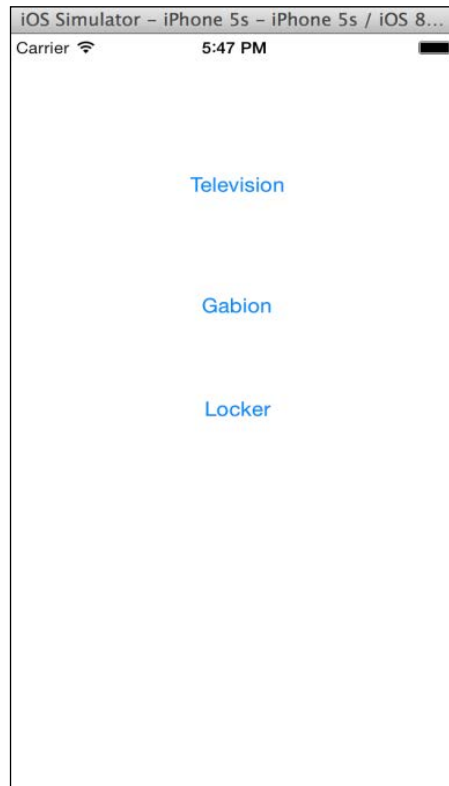 iOS Simulator – iPhone 5s – iPhone 5s / iOS 8...
Carrier 5:47 PM
Television
Gabion
Locker